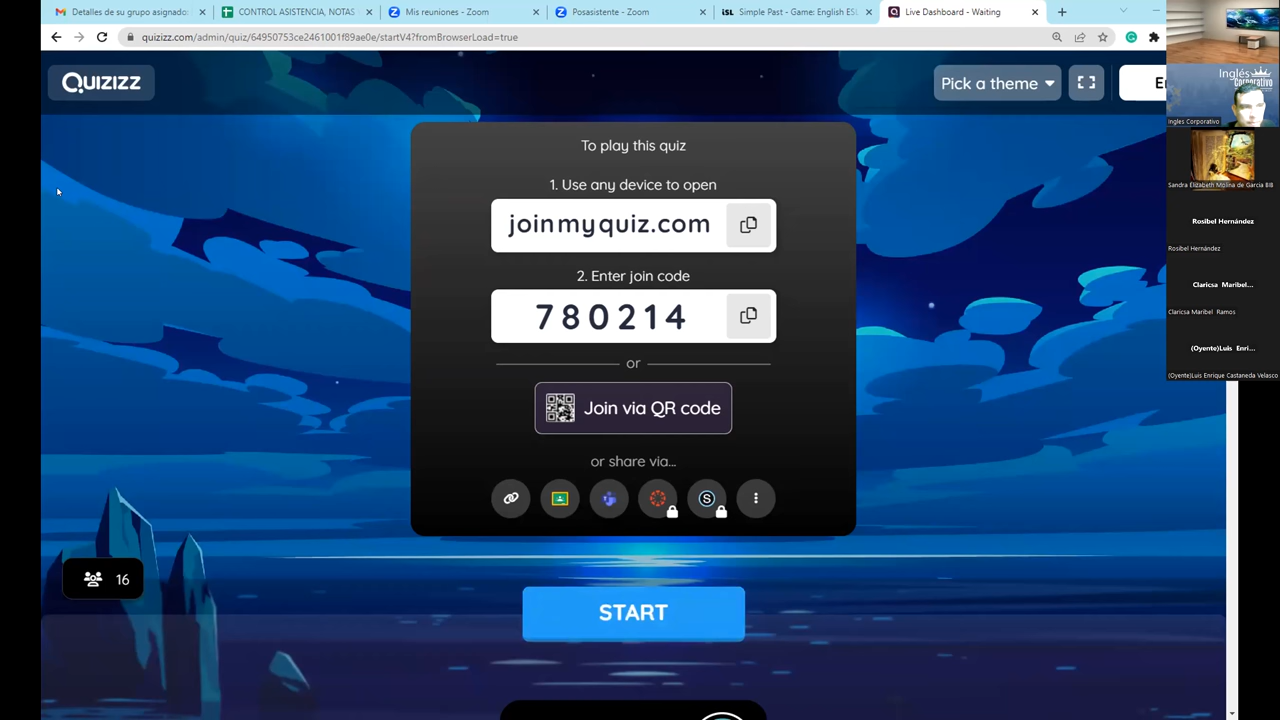 Detalles de su grupo asignado:
CONTROL ASISTENCIA, NOTAS
Mis reuniones - Zoom
Posasistente - Zoom
iSL Simple Past - Game: English ESL
Live Dashboard - Waiting
quizizz.com/admin/quiz/64950753ce2461001f89ae0e/startV4?fromBrowserLoad=true
Quizizz
Pick a theme
To play this quiz
1. Use any device to open
joinmyquiz.com
2. Enter join code
780214
or
Join via QR code
or share via...
S
16
START
Inglés
Corporativo
Ingles Corporativo
Sandra Elizabeth Molina de Garcia BIB
Rosibel Hernández
Rosibel Hernández
Claricsa Maribel...
Claricsa Maribel Ramos
(Oyente)Luis Enri...
(Oyente)Luis Enrique Castaneda Velasco